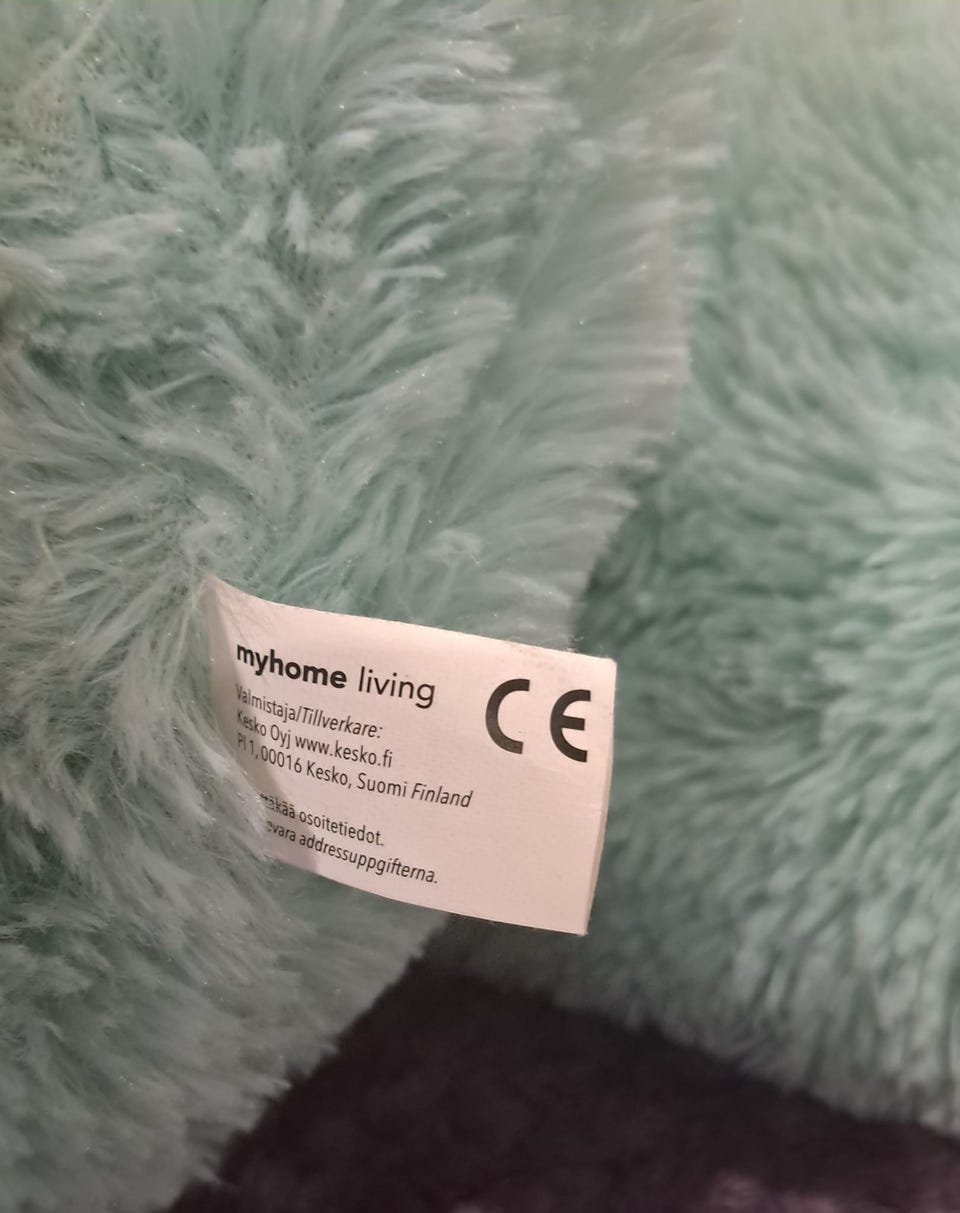 myhome living
CE
Valmistaja/Tillverkare:
Kesko Oyj www.kesko.fi
Pl 1, 00016 Kesko, Suomi Finland
osoitetiedot.
addressuppgifterna.